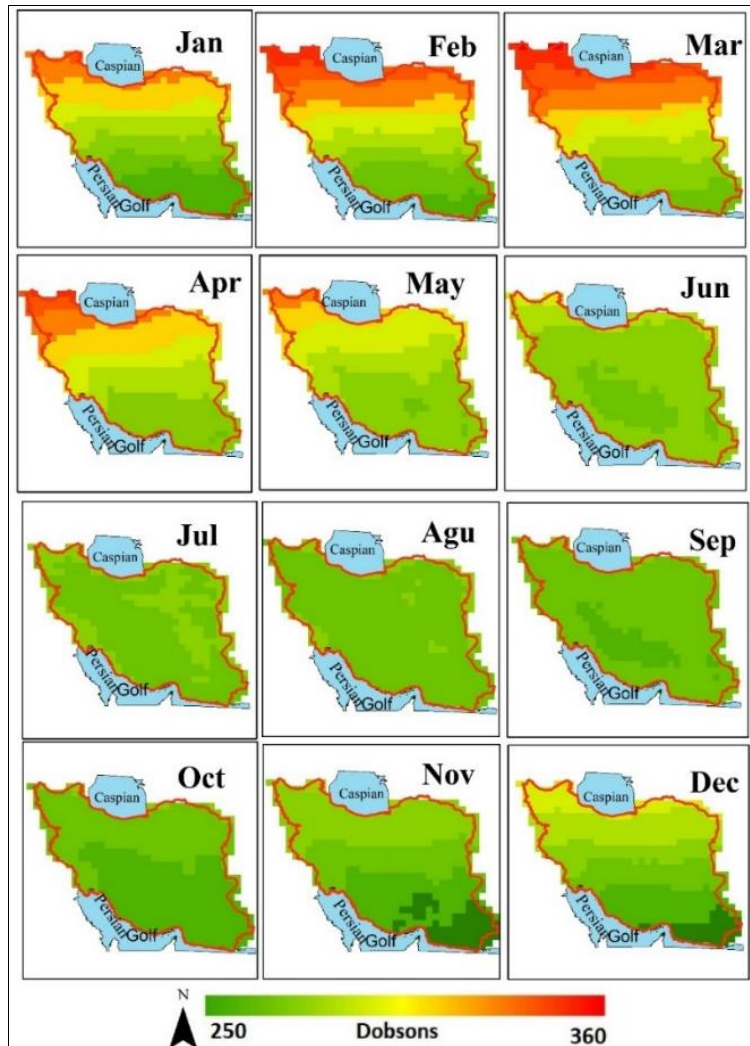 Jan
Caspian
Persian
Golf
Feb
Caspian
Persian
Golf
Mar
Caspian
Persian
Golf
Apr
Caspian
Persian
Golf
May
Caspian
Persian
Golf
Jun
Caspian
Persian
Golf
Jul
Caspian
Persian
Golf
Agu
Caspian
Persian
Golf
Sep
Caspian
Persian
Golf
Oct
Caspian
Persian
Golf
Nov
Caspian
Persian
Golf
Dec
Caspian
Persian
Golf
N
250 Dobsons 360